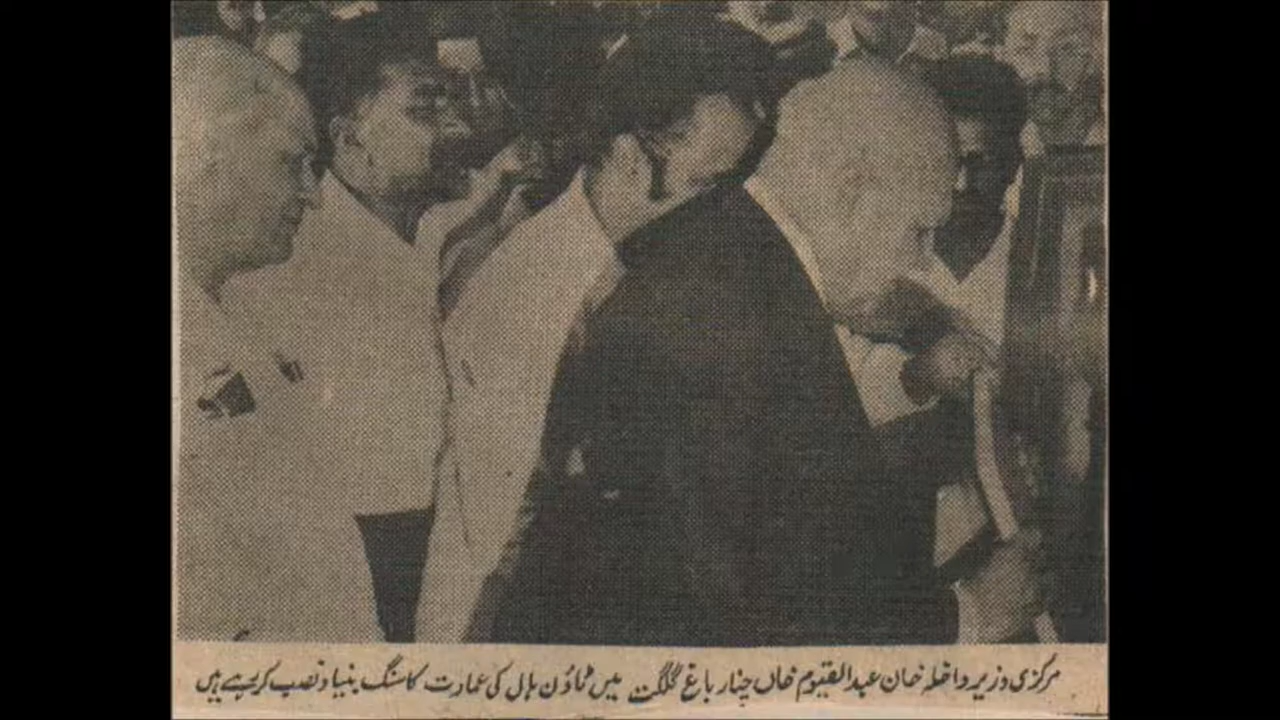 مرکزی وزیر داخلہ خان عبدالقیوم خاں چنار باغ گلگت میں ٹاؤن ہال کی عمارت کا سنگ بنیاد نصب کر رہے ہیں